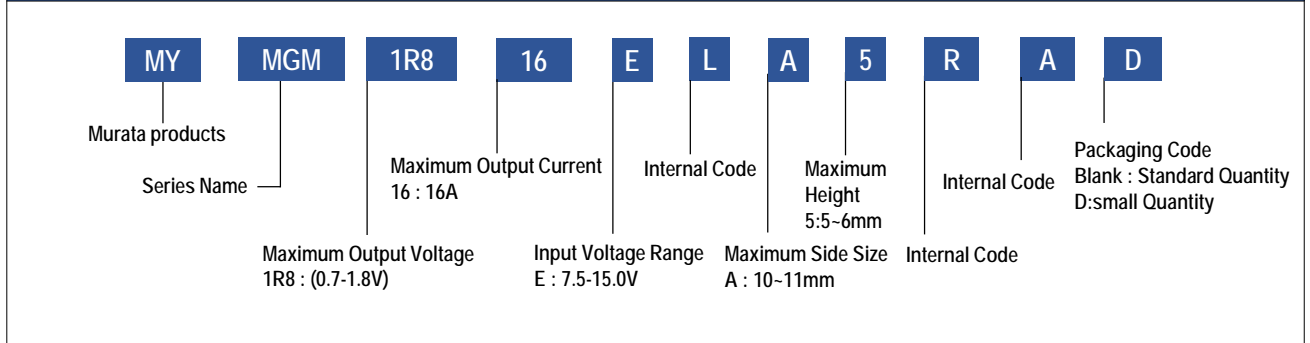 MY MGM 1R8 16 E L A 5 R A D
Murata products
Series Name
Maximum Output Voltage
1R8 : (0.7-1.8V)
Maximum Output Current
16 : 16A
Input Voltage Range
E : 7.5-15.0V
Internal Code
Maximum Side Size
A : 10~11mm
Maximum
Height
5:5~6mm
Internal Code
Internal Code
Packaging Code
Blank : Standard Quantity
D:small Quantity